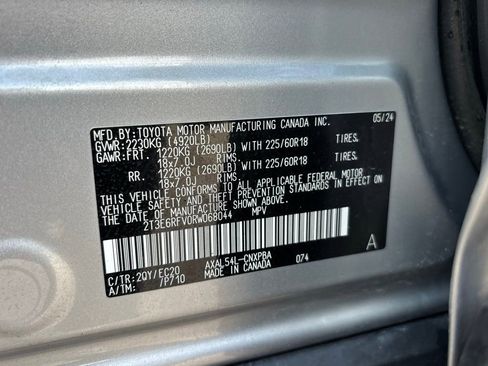 MFD.BY:TOYOTA MOTOR MANUFACTURING CANADA INC. 05/24
GVWR:2230KG (4920LB)
GAWR:FRT. 1220KG (2690LB) WITH 225/60R18 TIRES.
18x7.0J RIMS.
RR. 1220KG (2690LB) WITH 225/60R18 TIRES.
18x7.0J RIMS.
THIS VEHICLE CONFORMS TO ALL APPLICABLE FEDERAL MOTOR
VEHICLE SAFETY AND THEFT PREVENTION STANDARDS IN EFFECT
ON THE DATE OF MANUFACTURE SHOWN ABOVE.
2T3E6RFV0RW068044 MPV
A
C/TR:2QY/EC20 AXAL54L-CNXPBA 074
A/TM: 7P710 MADE IN CANADA